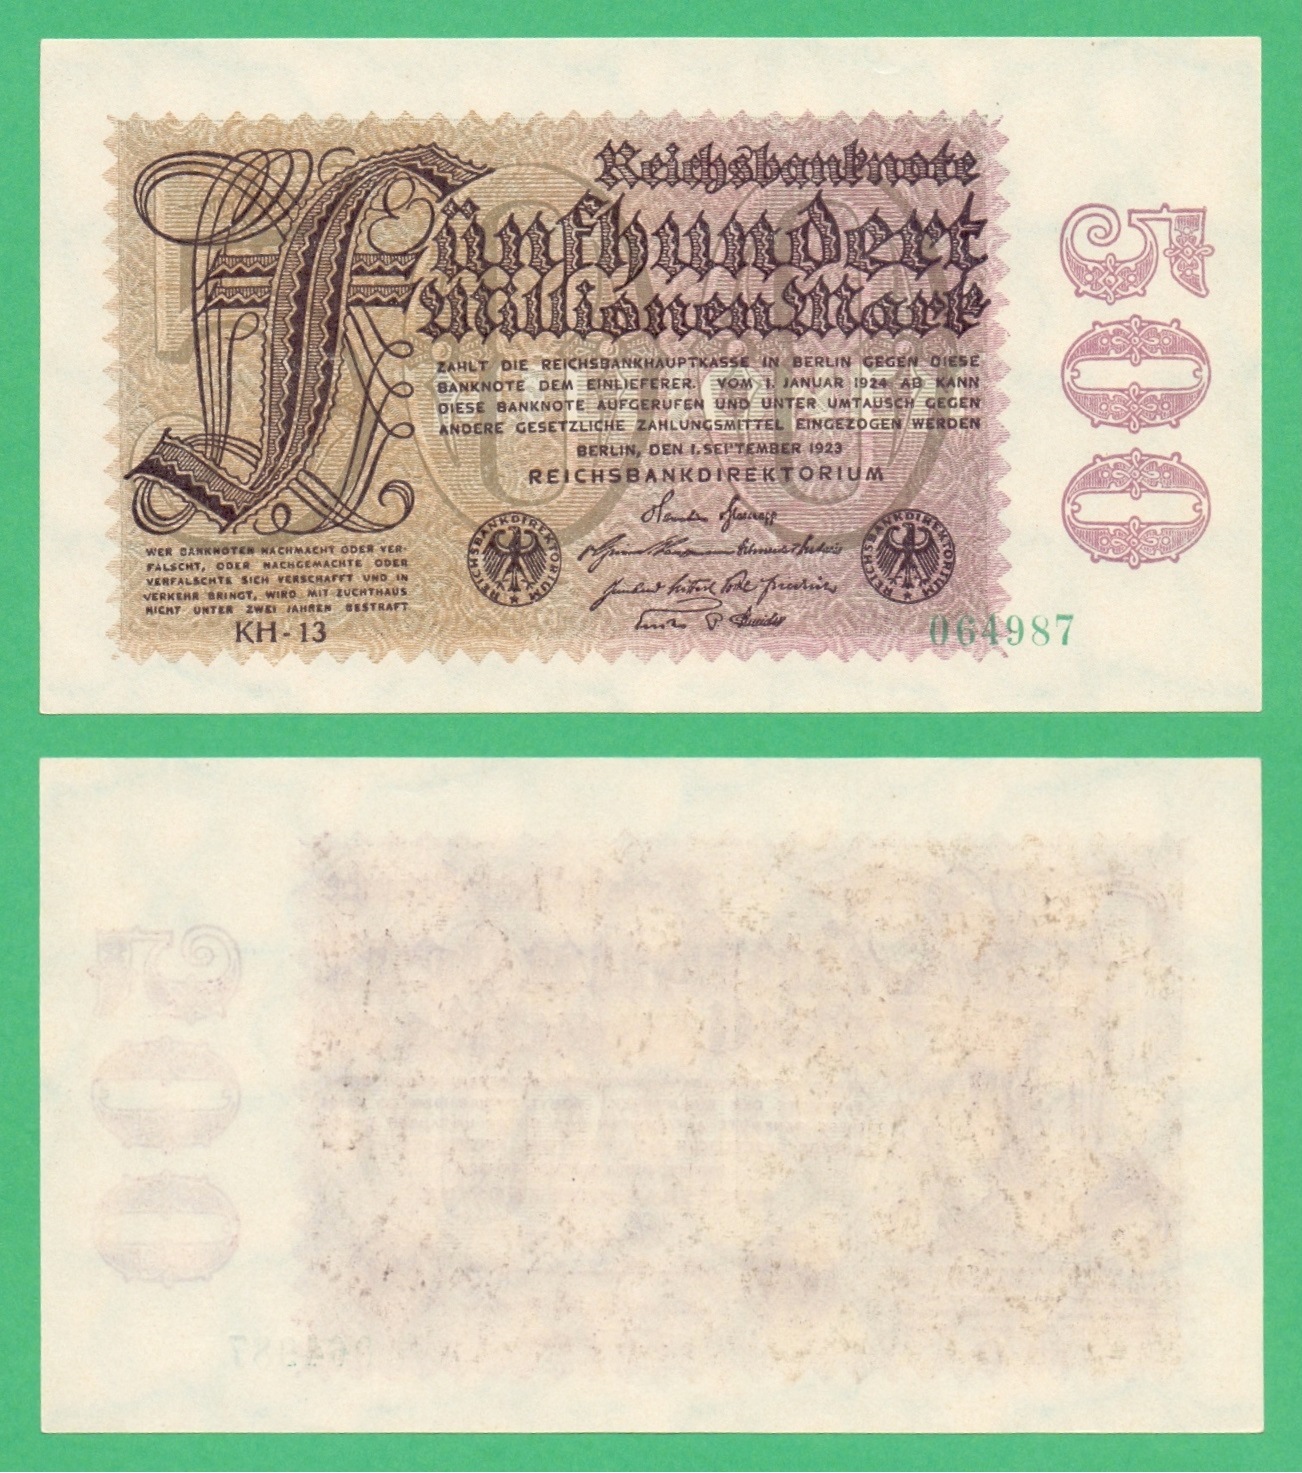 Reichsbanknote
Fünfhundert
Millionen Mark
ZAHLT DIE REICHSBANKHAUPTKASSE IN BERLIN GEGEN DIESE
BANKNOTE DEM EINLIEFERER. VOM 1. JANUAR 1924 AB KANN
DIESE BANKNOTE AUFGERUFEN UND UNTER UMTAUSCH GEGEN
ANDERE GESETZLICHE ZAHLUNGSMITTEL EINGEZOGEN WERDEN
BERLIN, DEN 1. SEPTEMBER 1923
REICHSBANKDIREKTORIUM
REICHSBANKDIREKTORIUM
REICHSBANKDIREKTORIUM
WER BANKNOTEN NACHMACHT ODER VER-
FÄLSCHT, ODER NACHGEMACHTE ODER
VERFÄLSCHTE SICH VERSCHAFFT UND IN
VERKEHR BRINGT, WIRD MIT ZUCHTHAUS
NICHT UNTER ZWEI JAHREN BESTRAFT
KH-13
064987
500
500